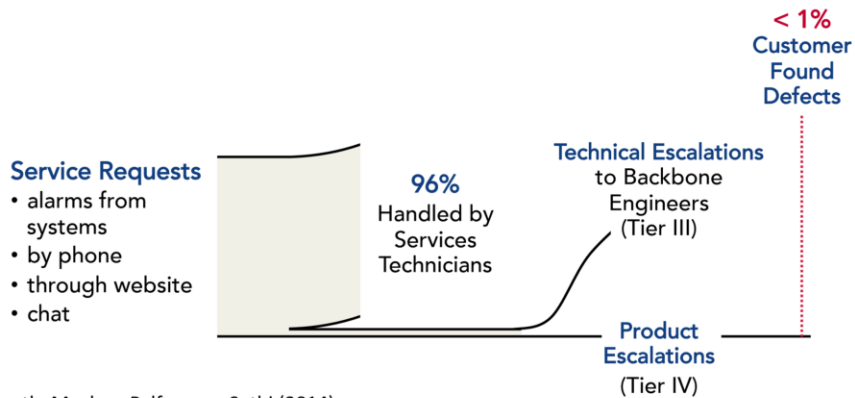 < 1%
Customer
Found
Defects
Service Requests
• alarms from
systems
• by phone
• through website
• chat
96%
Handled by
Services
Technicians
Technical Escalations
to Backbone
Engineers
(Tier III)
Product
Escalations
(Tier IV)
(2014)